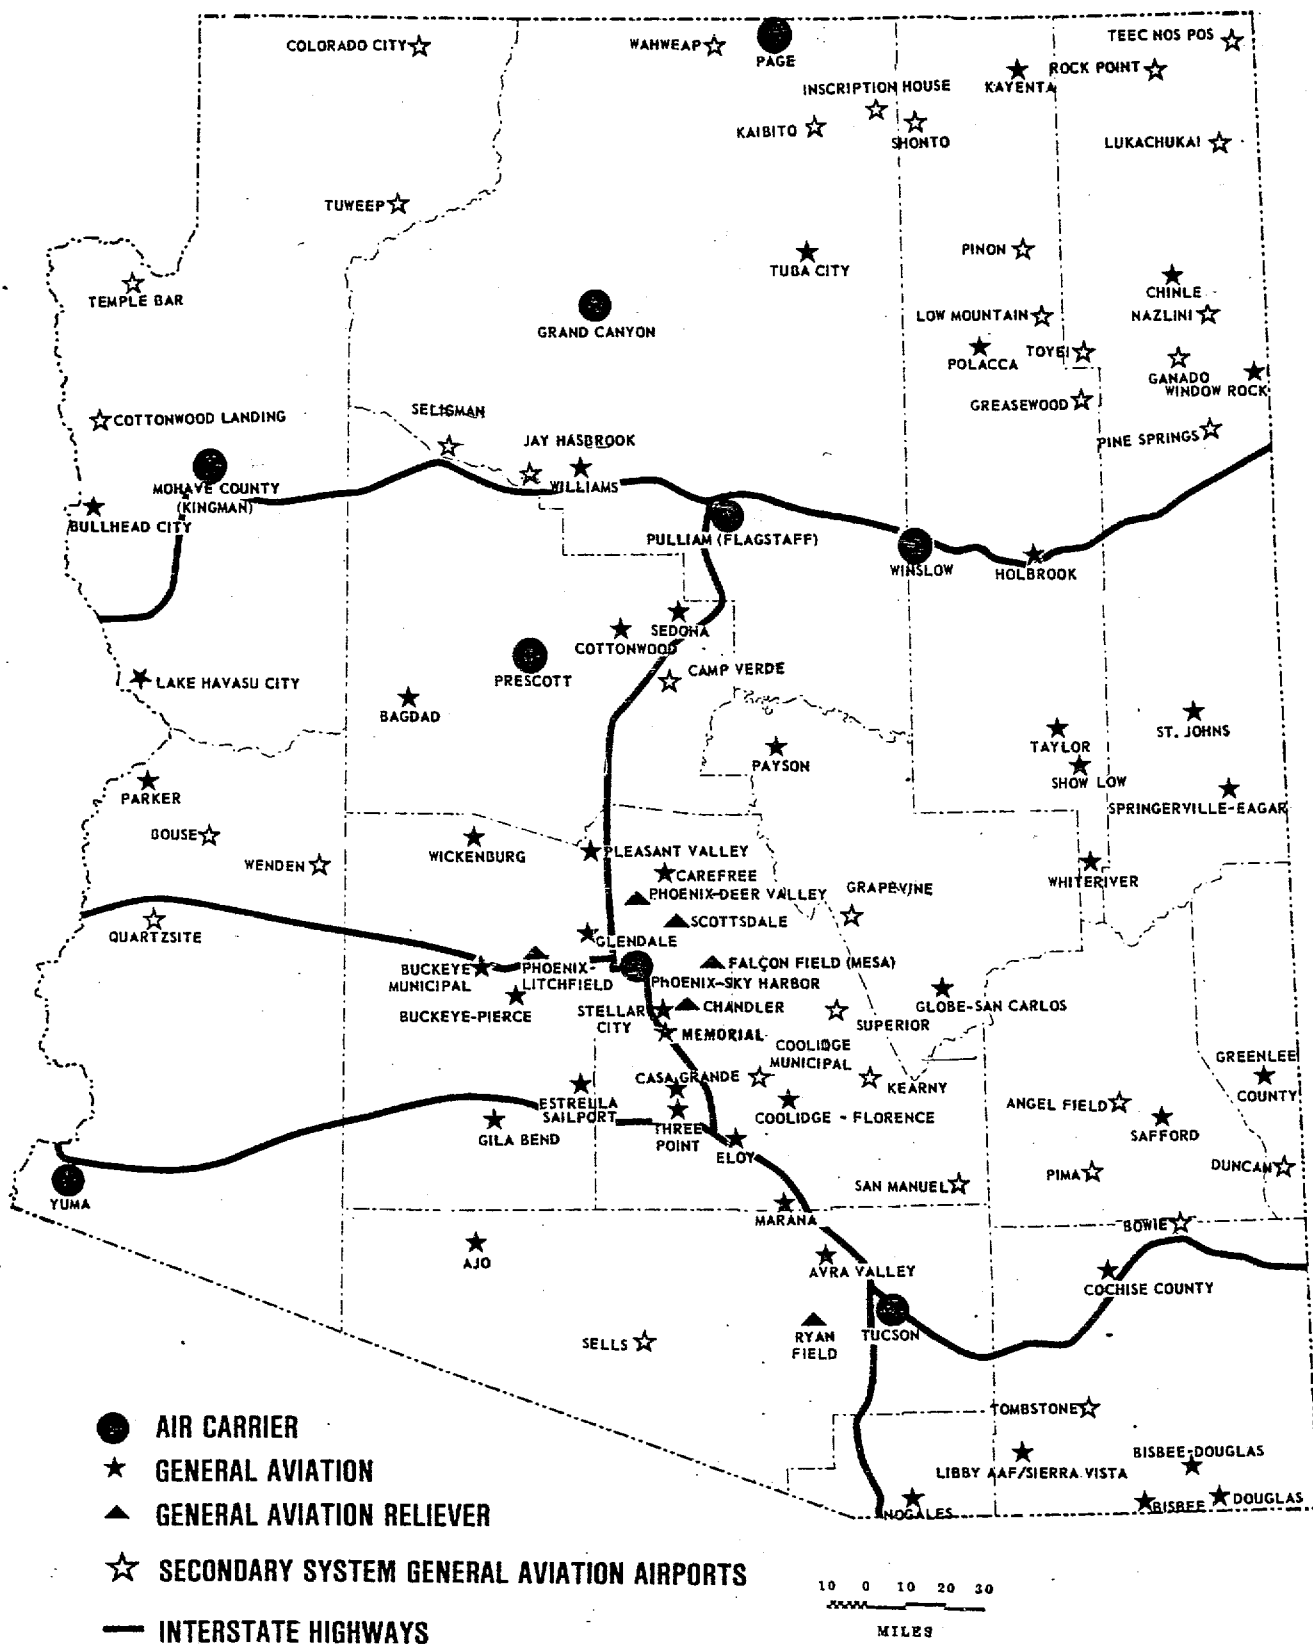 COLORADO CITY
WAHWEAP
PAGE
TEEC NOS POS
ROCK POINT
KAYENTA
INSCRIPTION HOUSE
KAIBITO
SHONTO
LUKACHUKAI
TUWEEP
PINON
TUBA CITY
TEMPLE BAR
CHINLE
NAZLINI
GRAND CANYON
LOW MOUNTAIN
POLACCA
TOYEI
GANADO
WINDOW ROCK
GREASEWOOD
SELIGMAN
COTTONWOOD LANDING
JAY HASBROOK
PINE SPRINGS
MOHAVE COUNTY
(KINGMAN)
WILLIAMS
BULLHEAD CITY
PULLIAM (FLAGSTAFF)
WINSLOW
HOLBROOK
SEDONA
COTTONWOOD
CAMP VERDE
PRESCOTT
LAKE HAVASU CITY
BAGDAD
ST. JOHNS
TAYLOR
PAYSON
SHOW LOW
PARKER
SPRINGERVILLE-EAGAR
BOUSE
WENDEN
WICKENBURG
PLEASANT VALLEY
CAREFREE
WHITERIVER
PHOENIX-DEER VALLEY
GRAPEVINE
SCOTTSDALE
QUARTZSITE
GLENDALE
BUCKEYE
MUNICIPAL
PHOENIX-
LITCHFIELD
FALCON FIELD (MESA)
PHOENIX-SKY HARBOR
BUCKEYE-PIERCE
STELLAR
CITY
CHANDLER
GLOBE-SAN CARLOS
SUPERIOR
MEMORIAL
COOLIDGE
MUNICIPAL
GREENLEE
COUNTY
CASA GRANDE
KEARNY
ESTRELLA
SAILPORT
COOLIDGE - FLORENCE
ANGEL FIELD
SAFFORD
GILA BEND
THREE
POINT
ELOY
SAN MANUEL
PIMA
DUNCAN
YUMA
MARANA
BOWIE
AJO
AVRA VALLEY
COCHISE COUNTY
SELLS
RYAN
FIELD
TUCSON
TOMBSTONE
LIBBY AAF/SIERRA VISTA
BISBEE-DOUGLAS
NOGALES
BISBEE
DOUGLAS
AIR CARRIER
GENERAL AVIATION
GENERAL AVIATION RELIEVER
SECONDARY SYSTEM GENERAL AVIATION AIRPORTS
INTERSTATE HIGHWAYS
10 0 10 20 30
MILES